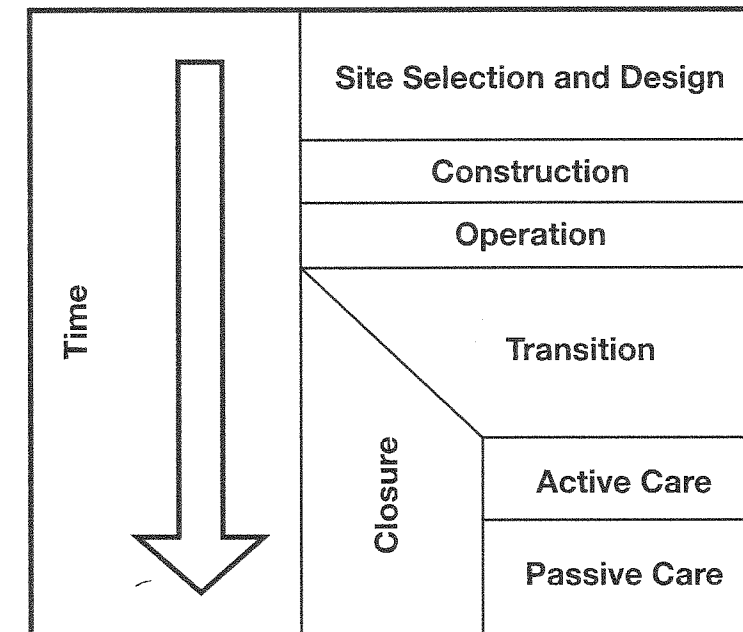 Time
Site Selection and Design
Construction
Operation
Transition
Closure
Active Care
Passive Care